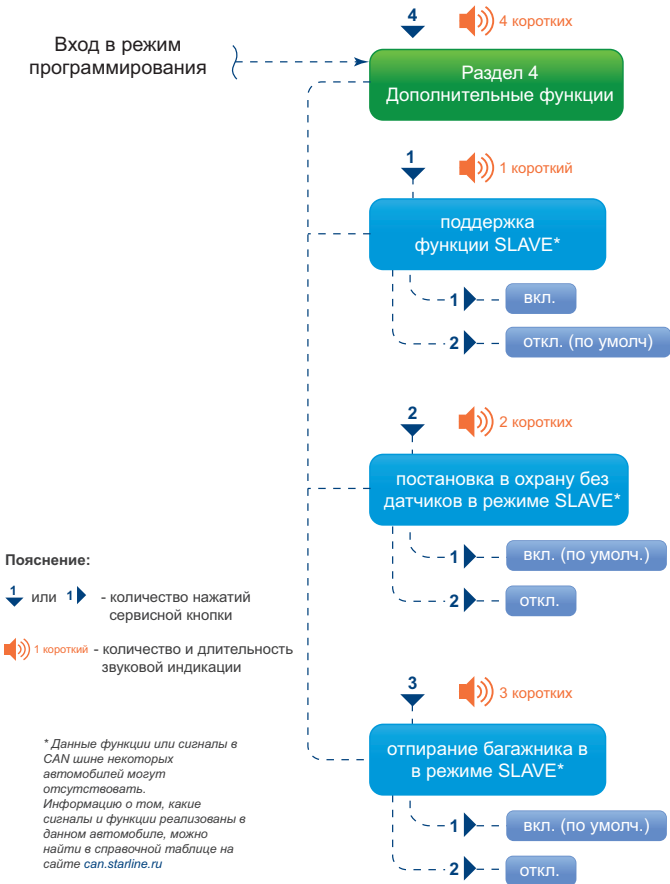 4
4 коротких
Вход в режим
программирования
Раздел 4
Дополнительные функции
1
1 короткий
поддержка
функции SLAVE*
1
вкл.
2
откл. (по умолч)
2
2 коротких
постановка в охрану без
датчиков в режиме SLAVE*
1
вкл. (по умолч.)
2
откл.
Пояснение:
1 или 1 - количество нажатий
сервисной кнопки
1 короткий - количество и длительность
звуковой индикации
3
3 коротких
отпирание багажника в
в режиме SLAVE*
1
вкл. (по умолч.)
2
откл.
* Данные функции или сигналы в
CAN шине некоторых
автомобилей могут
отсутствовать.
Информацию о том, какие
сигналы и функции реализованы в
данном автомобиле, можно
найти в справочной таблице на
сайте can.starline.ru